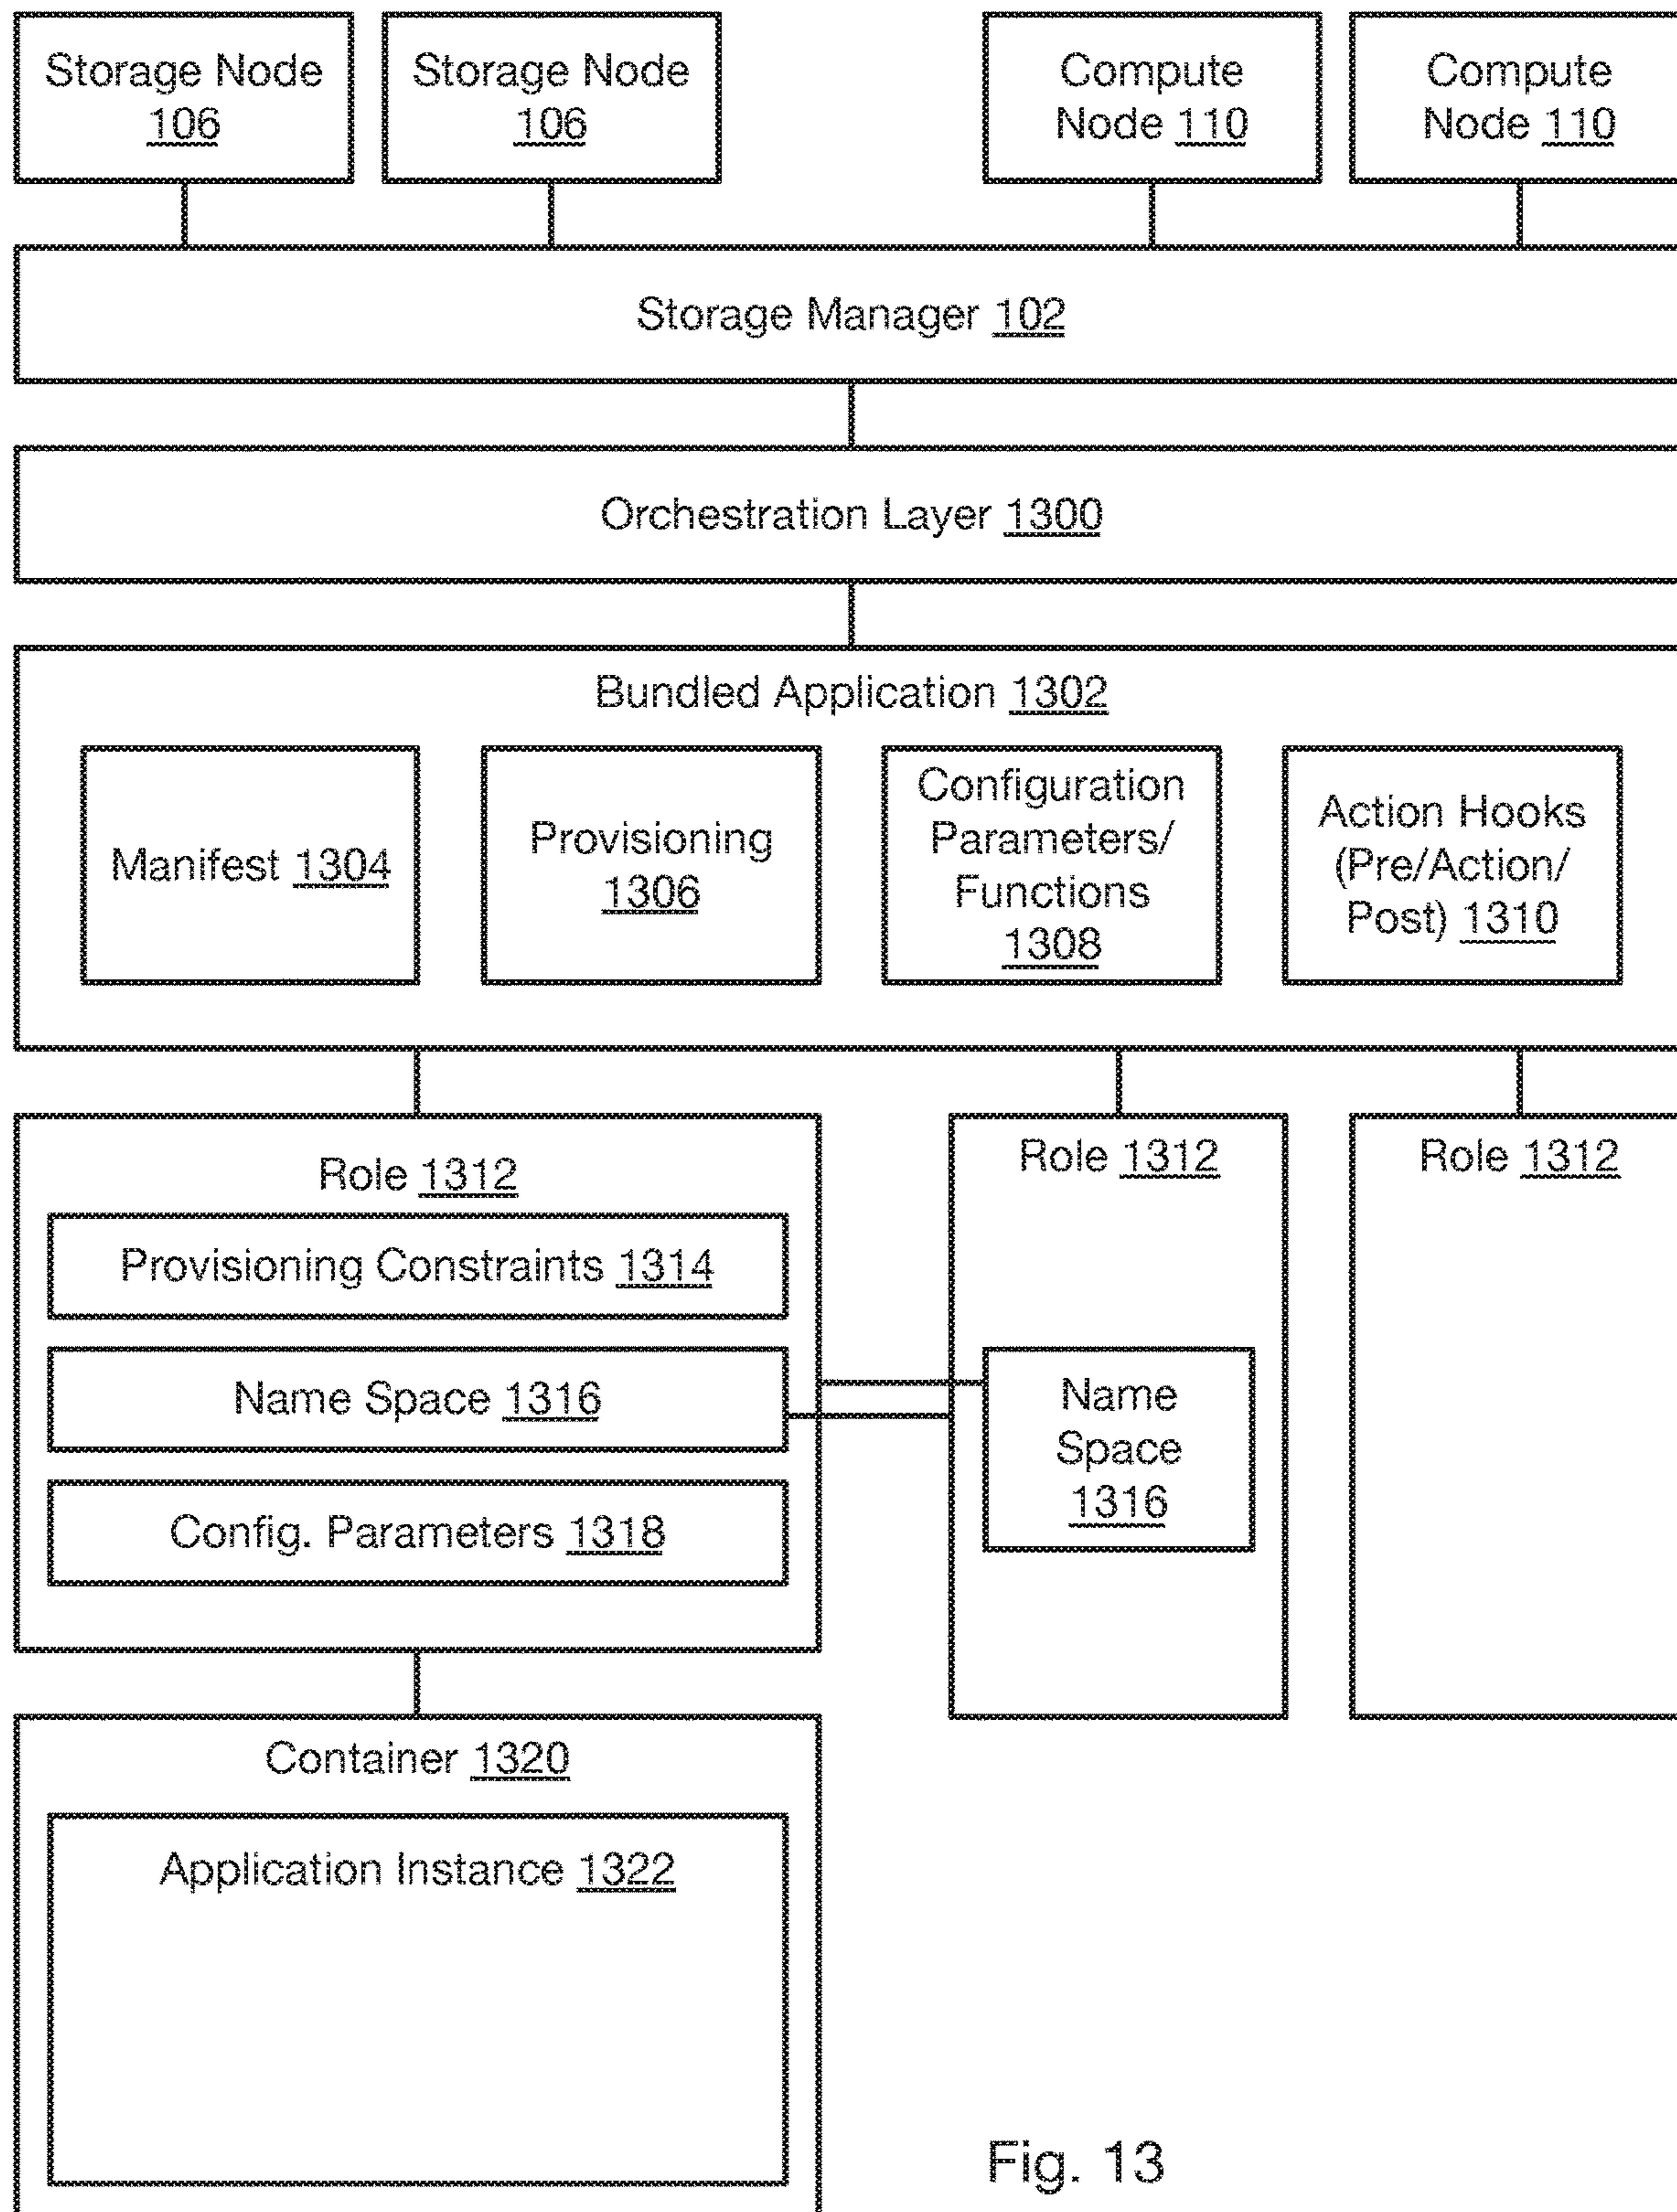 Storage Node
106
Storage Node
106
Compute
Node 110
Compute
Node 110
Storage Manager 102
Orchestration Layer 1300
Bundled Application 1302
Manifest 1304
Provisioning
1306
Configuration
Parameters/
Functions
1308
Action Hooks
(Pre/Action/
Post) 1310
Role 1312
Provisioning Constraints 1314
Name Space 1316
Config. Parameters 1318
Role 1312
Name
Space
1316
Role 1312
Container 1320
Application Instance 1322
Fig. 13